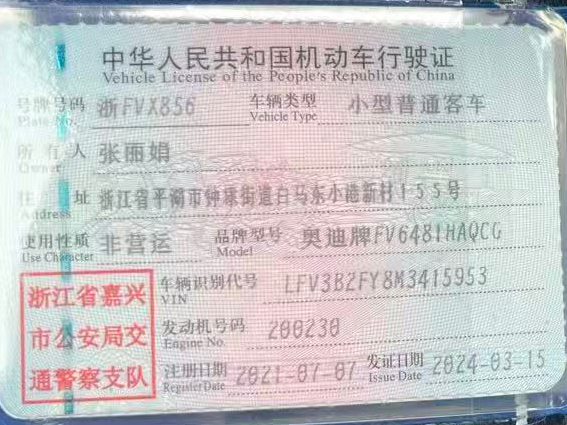 中华人民共和国机动车行驶证
Vehicle License of the People's Republic of China
号牌号码 浙FVX856 车辆类型 小型普通客车
Plate No. Vehicle Type
所有人 张丽娟
Owner
住址 浙江省平湖市钟埭街道白马东小港新村155号
Address
使用性质 非营运 品牌型号 奥迪牌FV6481HAQCG
Use Character Model
浙江省嘉兴
市公安局交
通警察支队
车辆识别代号 LFV3B2FY8M3415953
VIN
发动机号码 200230
Engine No.
注册日期 2021-07-07 发证日期 2024-03-15
Register Date Issue Date